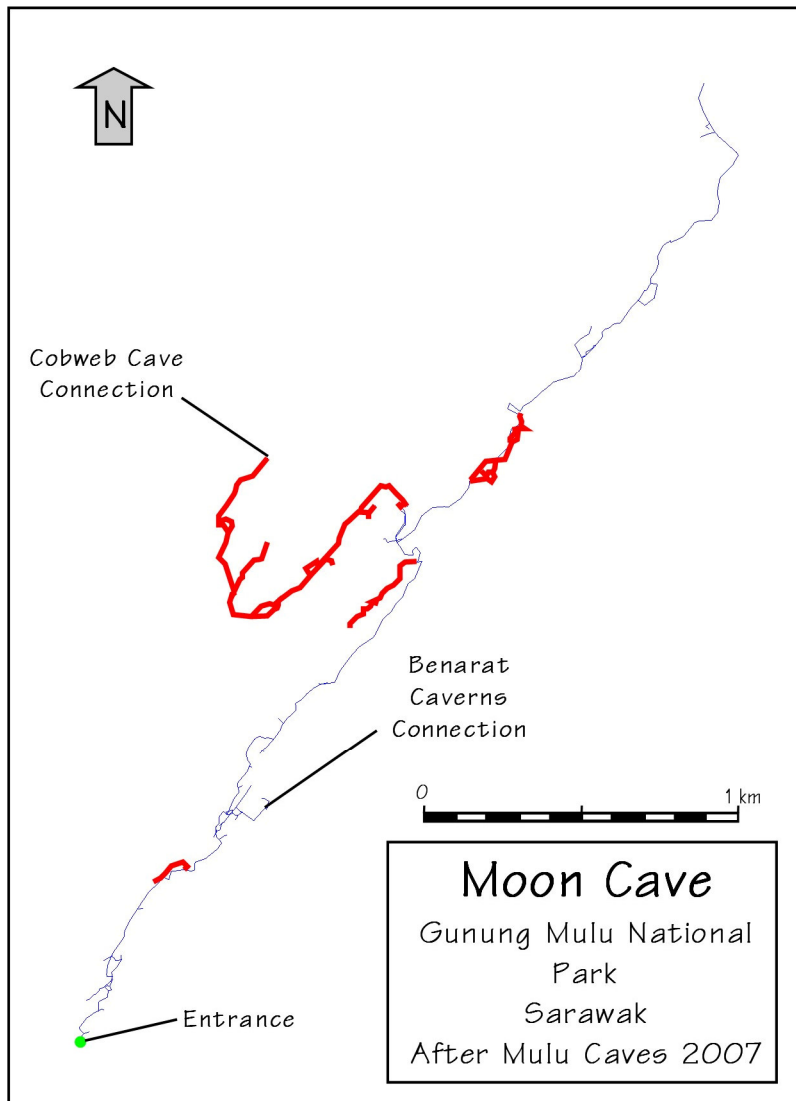 N
Cobweb Cave
Connection
Benarat
Caverns
Connection
0
1 km
Moon Cave
Gunung Mulu National
Park
Sarawak
After Mulu Caves 2007
Entrance